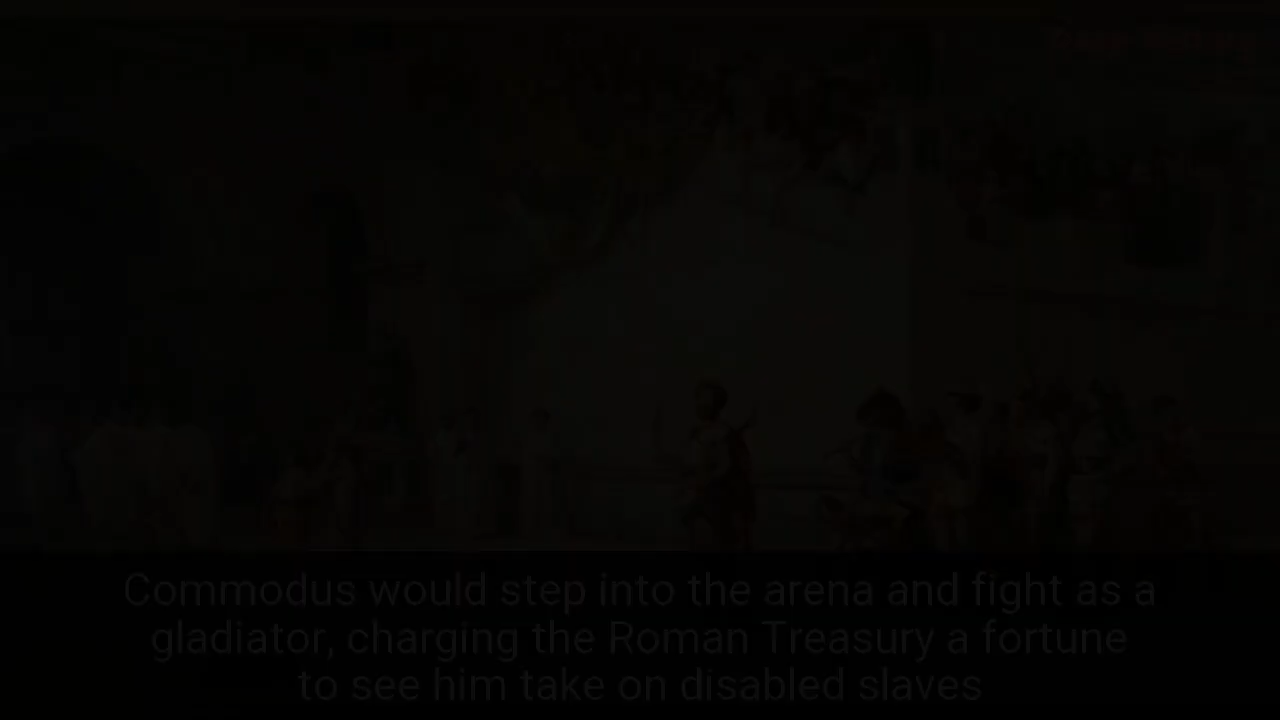 Commodus would step into the arena and fight as a
gladiator, charging the Roman Treasury a fortune
to see him take on disabled slaves